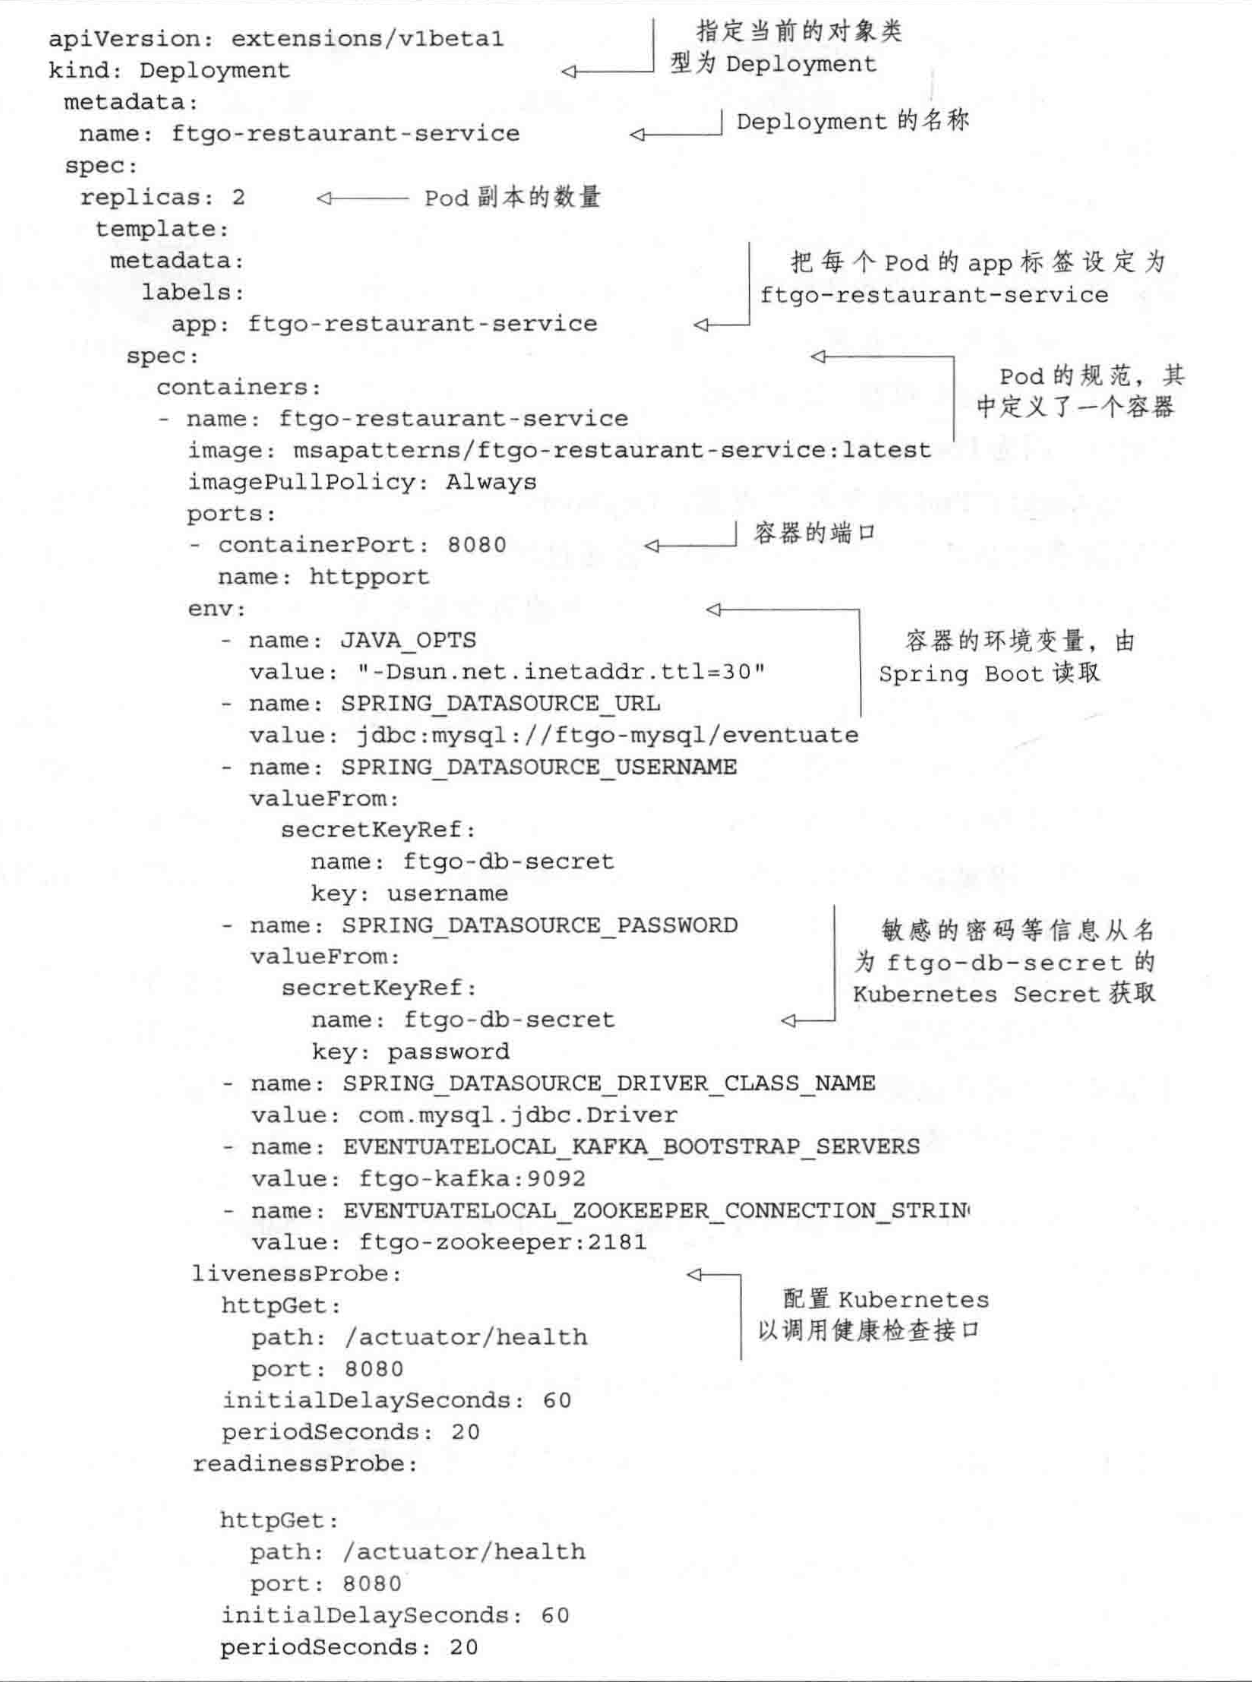 apiVersion: extensions/v1beta1
kind: Deployment
指定当前的对象类
型为 Deployment
metadata:
name: ftgo-restaurant-service
Deployment 的名称
spec:
replicas: 2
Pod 副本的数量
template:
metadata:
labels:
app: ftgo-restaurant-service
把每个 Pod 的 app 标签设定为
ftgo-restaurant-service
spec:
containers:
- name: ftgo-restaurant-service
image: msapatterns/ftgo-restaurant-service:latest
Pod 的规范，其
中定义了一个容器
imagePullPolicy: Always
ports:
- containerPort: 8080
容器的端口
name: httpport
env:
- name: JAVA_OPTS
value: "-Dsun.net.inetaddr.ttl=30"
容器的环境变量，由
Spring Boot 读取
- name: SPRING_DATASOURCE_URL
value: jdbc:mysql://ftgo-mysql/eventuate
- name: SPRING_DATASOURCE_USERNAME
valueFrom:
secretKeyRef:
name: ftgo-db-secret
key: username
- name: SPRING_DATASOURCE_PASSWORD
valueFrom:
secretKeyRef:
name: ftgo-db-secret
key: password
敏感的密码等信息从名
为 ftgo-db-secret 的
Kubernetes Secret 获取
- name: SPRING_DATASOURCE_DRIVER_CLASS_NAME
value: com.mysql.jdbc.Driver
- name: EVENTUATELOCAL_KAFKA_BOOTSTRAP_SERVERS
value: ftgo-kafka:9092
- name: EVENTUATELOCAL_ZOOKEEPER_CONNECTION_STRIN
value: ftgo-zookeeper:2181
livenessProbe:
httpGet:
path: /actuator/health
port: 8080
配置 Kubernetes
以调用健康检查接口
initialDelaySeconds: 60
periodSeconds: 20
readinessProbe:
httpGet:
path: /actuator/health
port: 8080
initialDelaySeconds: 60
periodSeconds: 20